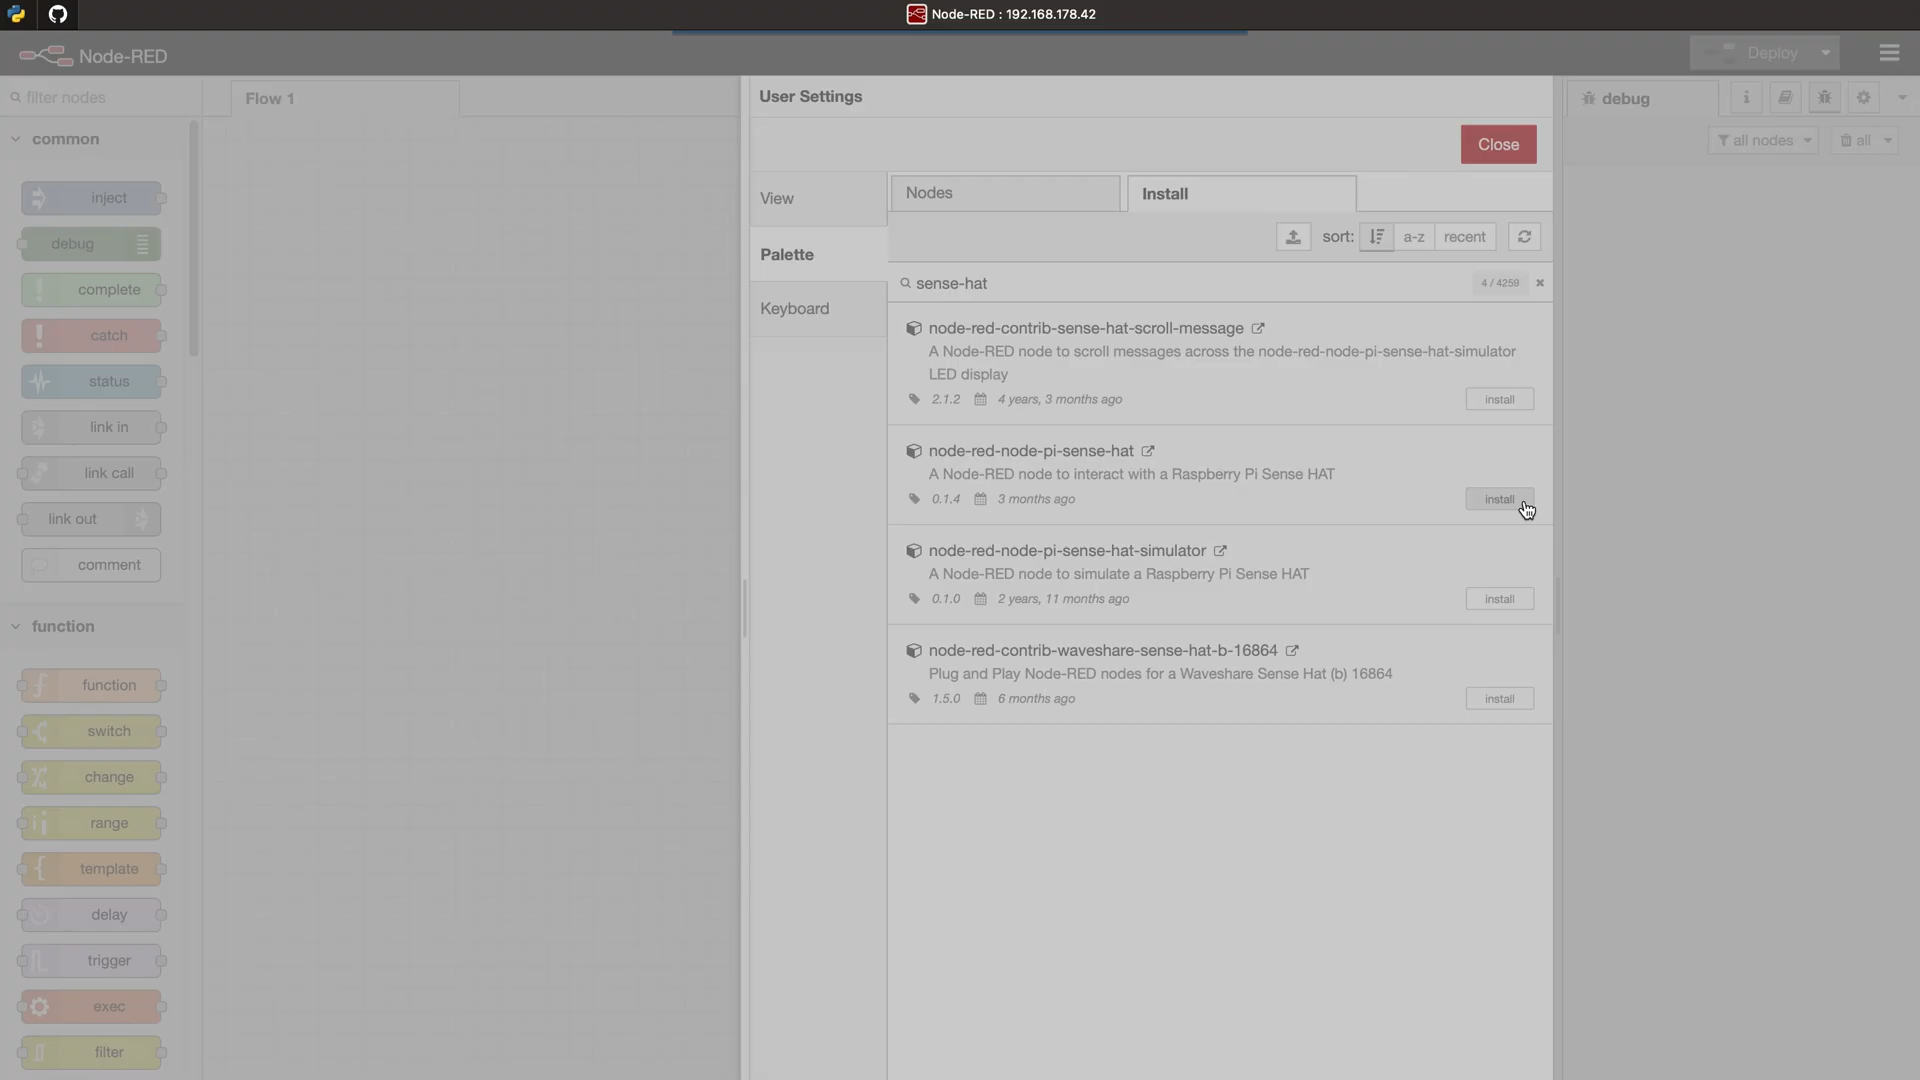 Node-RED : 192.168.178.42
Node-RED
Deploy
filter nodes
Flow 1
common
inject
debug
complete
catch
status
link in
link call
link out
comment
function
function
switch
change
range
template
delay
trigger
exec
filter
User Settings
Close
View
Palette
Keyboard
Nodes
Install
sort:
a-z
recent
sense-hat
4 / 4259
node-red-contrib-sense-hat-scroll-message
A Node-RED node to scroll messages across the node-red-node-pi-sense-hat-simulator
LED display
2.1.2
4 years, 3 months ago
install
node-red-node-pi-sense-hat
A Node-RED node to interact with a Raspberry Pi Sense HAT
0.1.4
3 months ago
install
node-red-node-pi-sense-hat-simulator
A Node-RED node to simulate a Raspberry Pi Sense HAT
0.1.0
2 years, 11 months ago
install
node-red-contrib-waveshare-sense-hat-b-16864
Plug and Play Node-RED nodes for a Waveshare Sense Hat (b) 16864
1.5.0
6 months ago
install
debug
all nodes
all